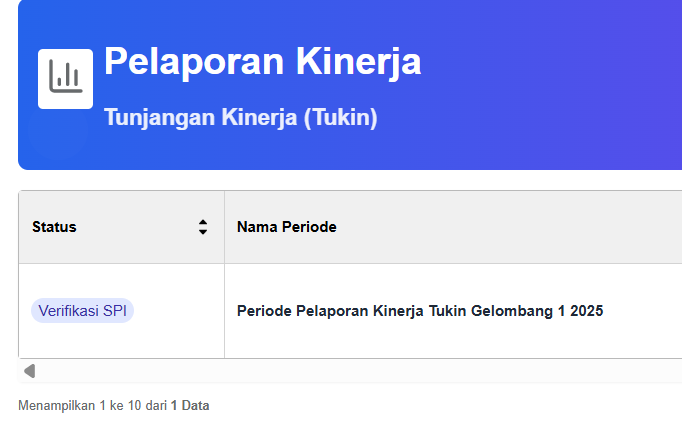 Pelaporan Kinerja
Tunjangan Kinerja (Tukin)
Status
Nama Periode
Verifikasi SPI
Periode Pelaporan Kinerja Tukin Gelombang 1 2025
Menampilkan 1 ke 10 dari 1 Data